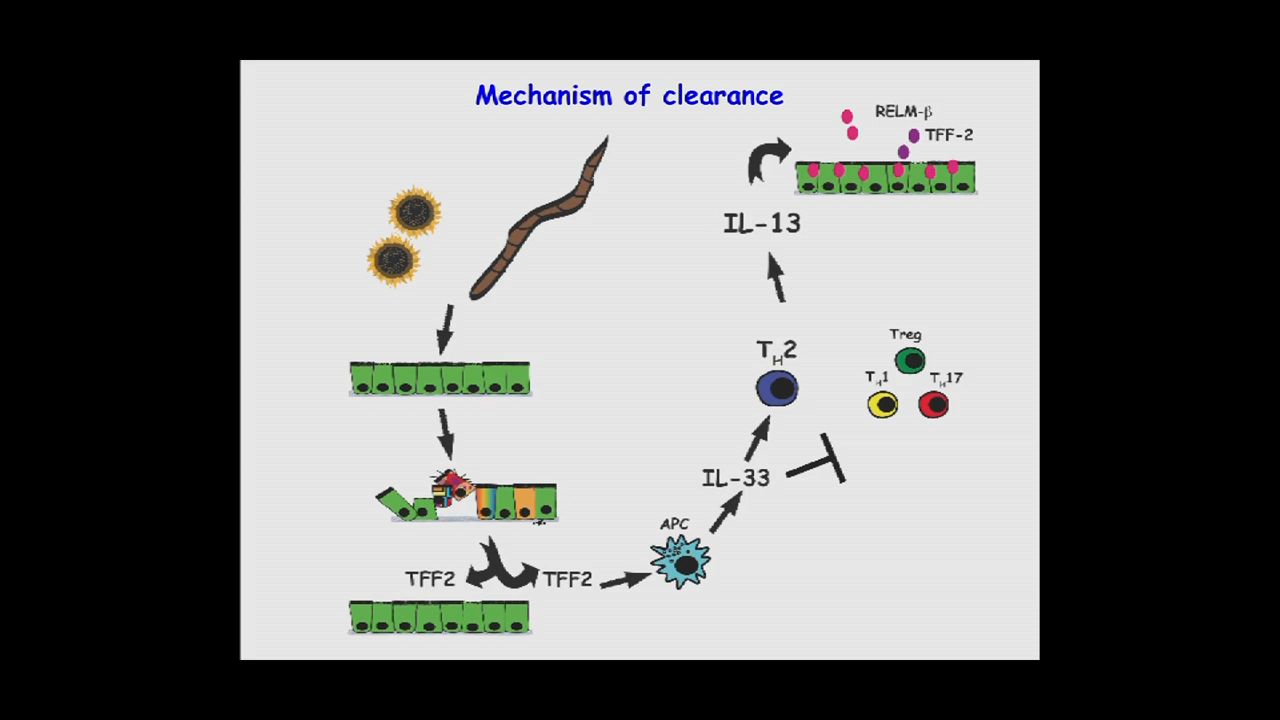 Mechanism of clearance
RELM-β
TFF-2
IL-13
Treg
TH2
TH1
TH17
IL-33
APC
TFF2
TFF2